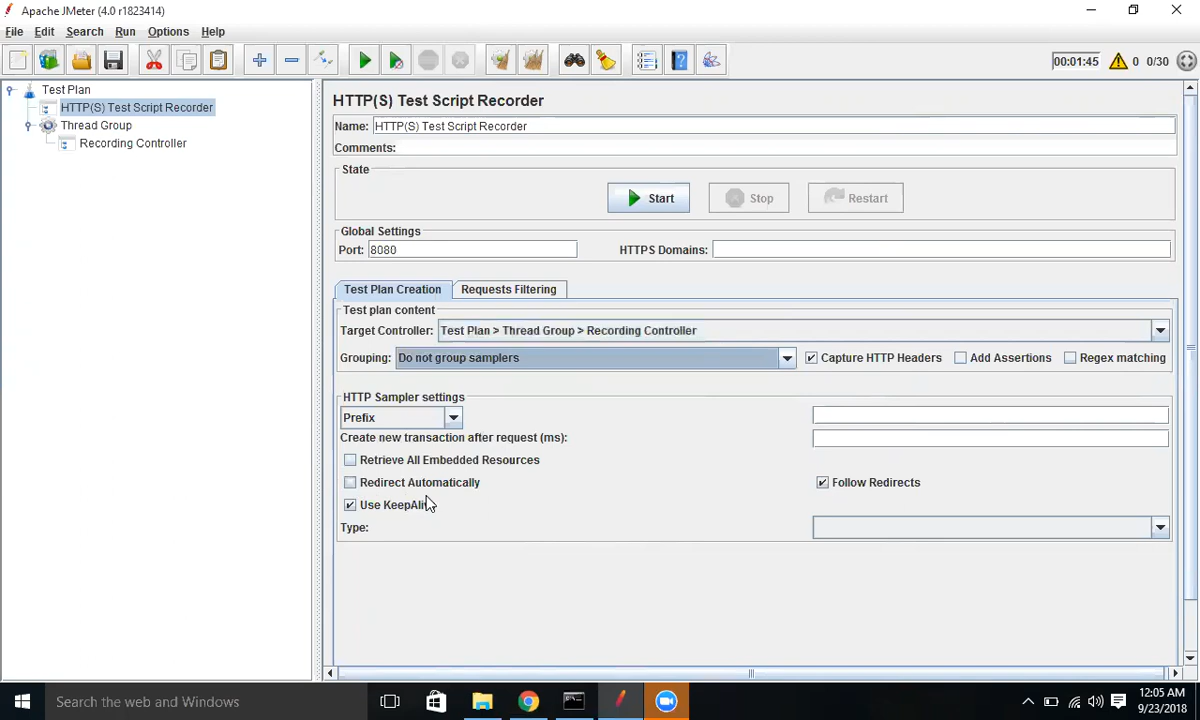 Apache JMeter (4.0 r1823414)
File Edit Search Run Options Help
00:01:45 0 0/30
Test Plan
HTTP(S) Test Script Recorder
Thread Group
Recording Controller
HTTP(S) Test Script Recorder
Name: HTTP(S) Test Script Recorder
Comments:
State
Start Stop Restart
Global Settings
Port: 8080 HTTPS Domains:
Test Plan Creation Requests Filtering
Test plan content
Target Controller: Test Plan > Thread Group > Recording Controller
Grouping: Do not group samplers Capture HTTP Headers Add Assertions Regex matching
HTTP Sampler settings
Prefix
Create new transaction after request (ms):
Retrieve All Embedded Resources
Redirect Automatically Follow Redirects
Use KeepAliv
Type:
Search the web and Windows
12:05 AM
9/23/2018